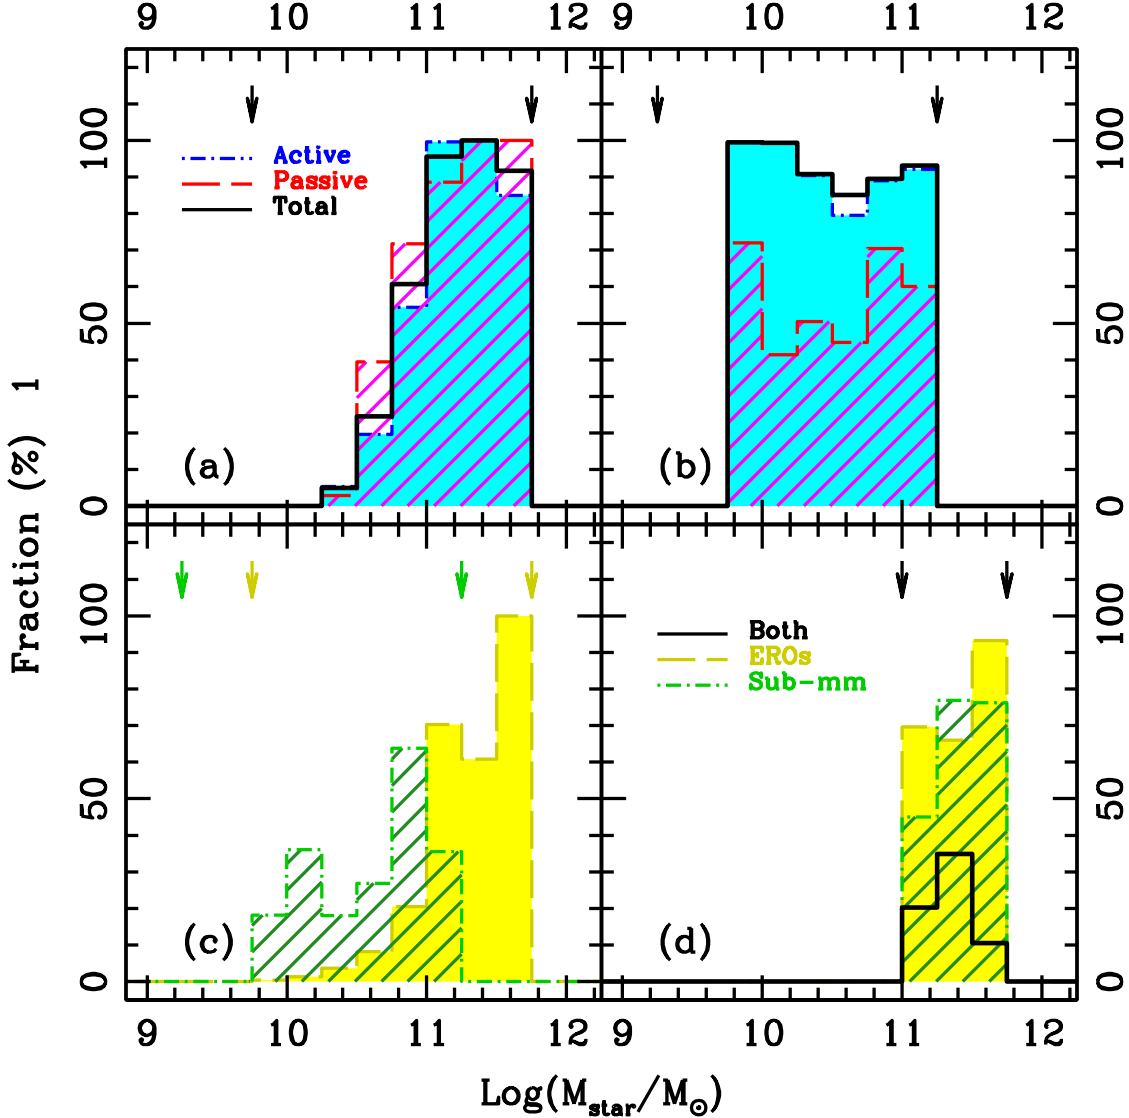 9 10 11 12 9 10 11 12
100
50
0
100
50
0
Active
Passive
Total
(a)
(b)
Fraction (%) 1
100
50
0
100
50
0
Both
EROs
Sub-mm
(c)
(d)
9 10 11 12 9 10 11 12
Log(M_star/M_⊙)